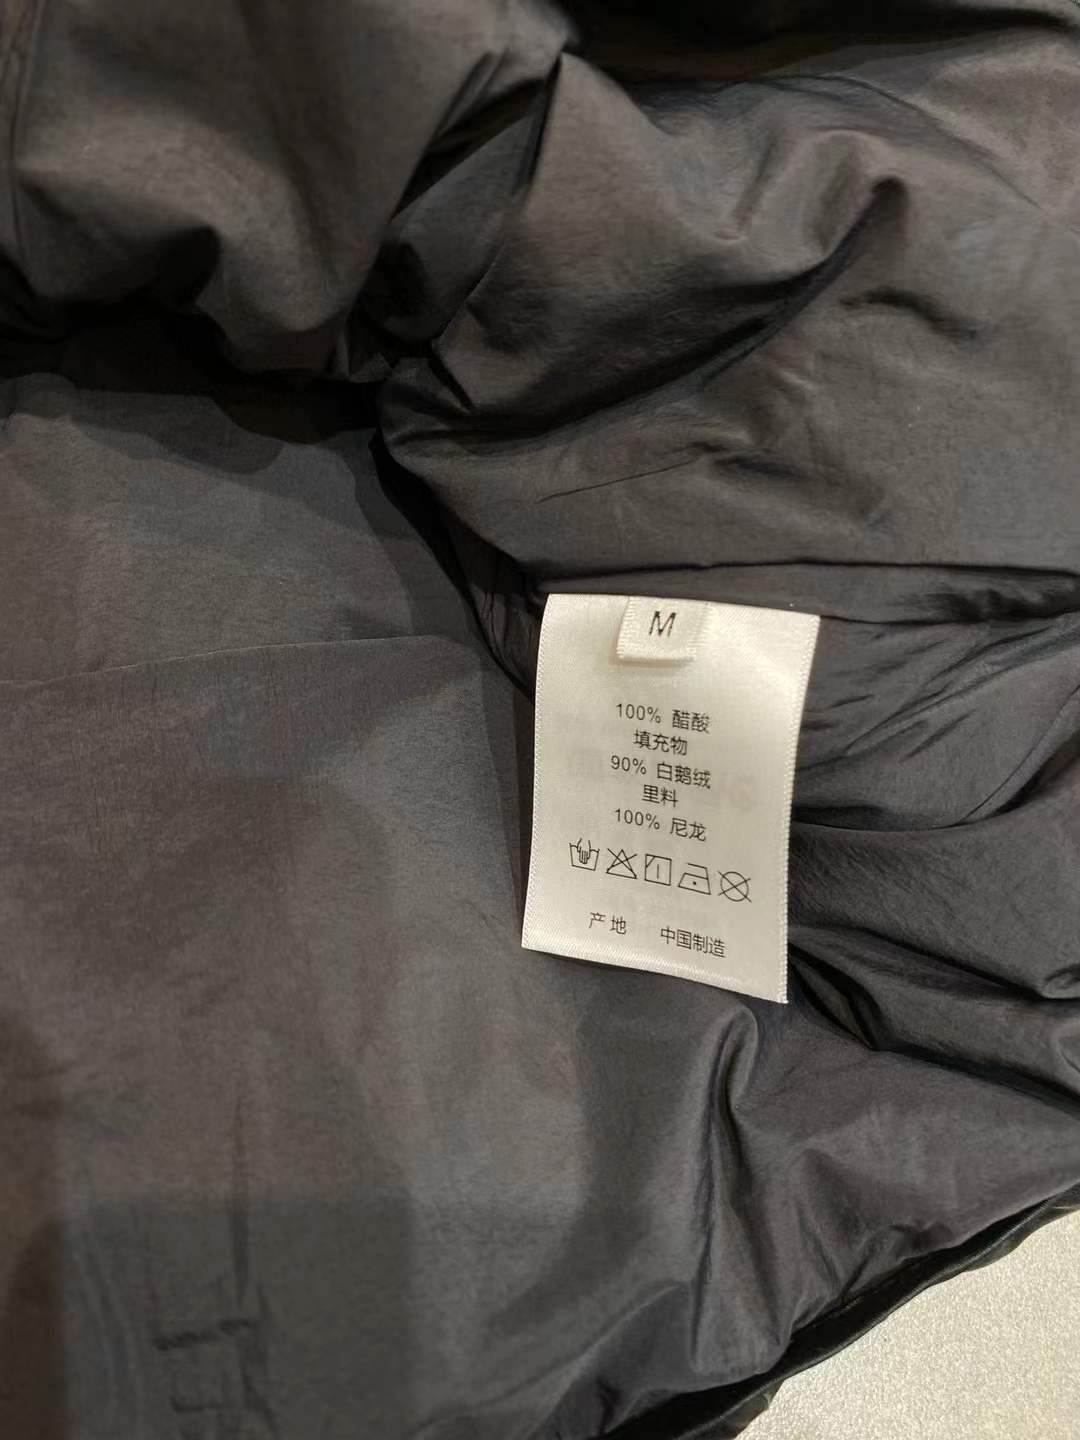 M
100% 醋酸
填充物
90% 白鹅绒
里料
100% 尼龙
产地 中国制造